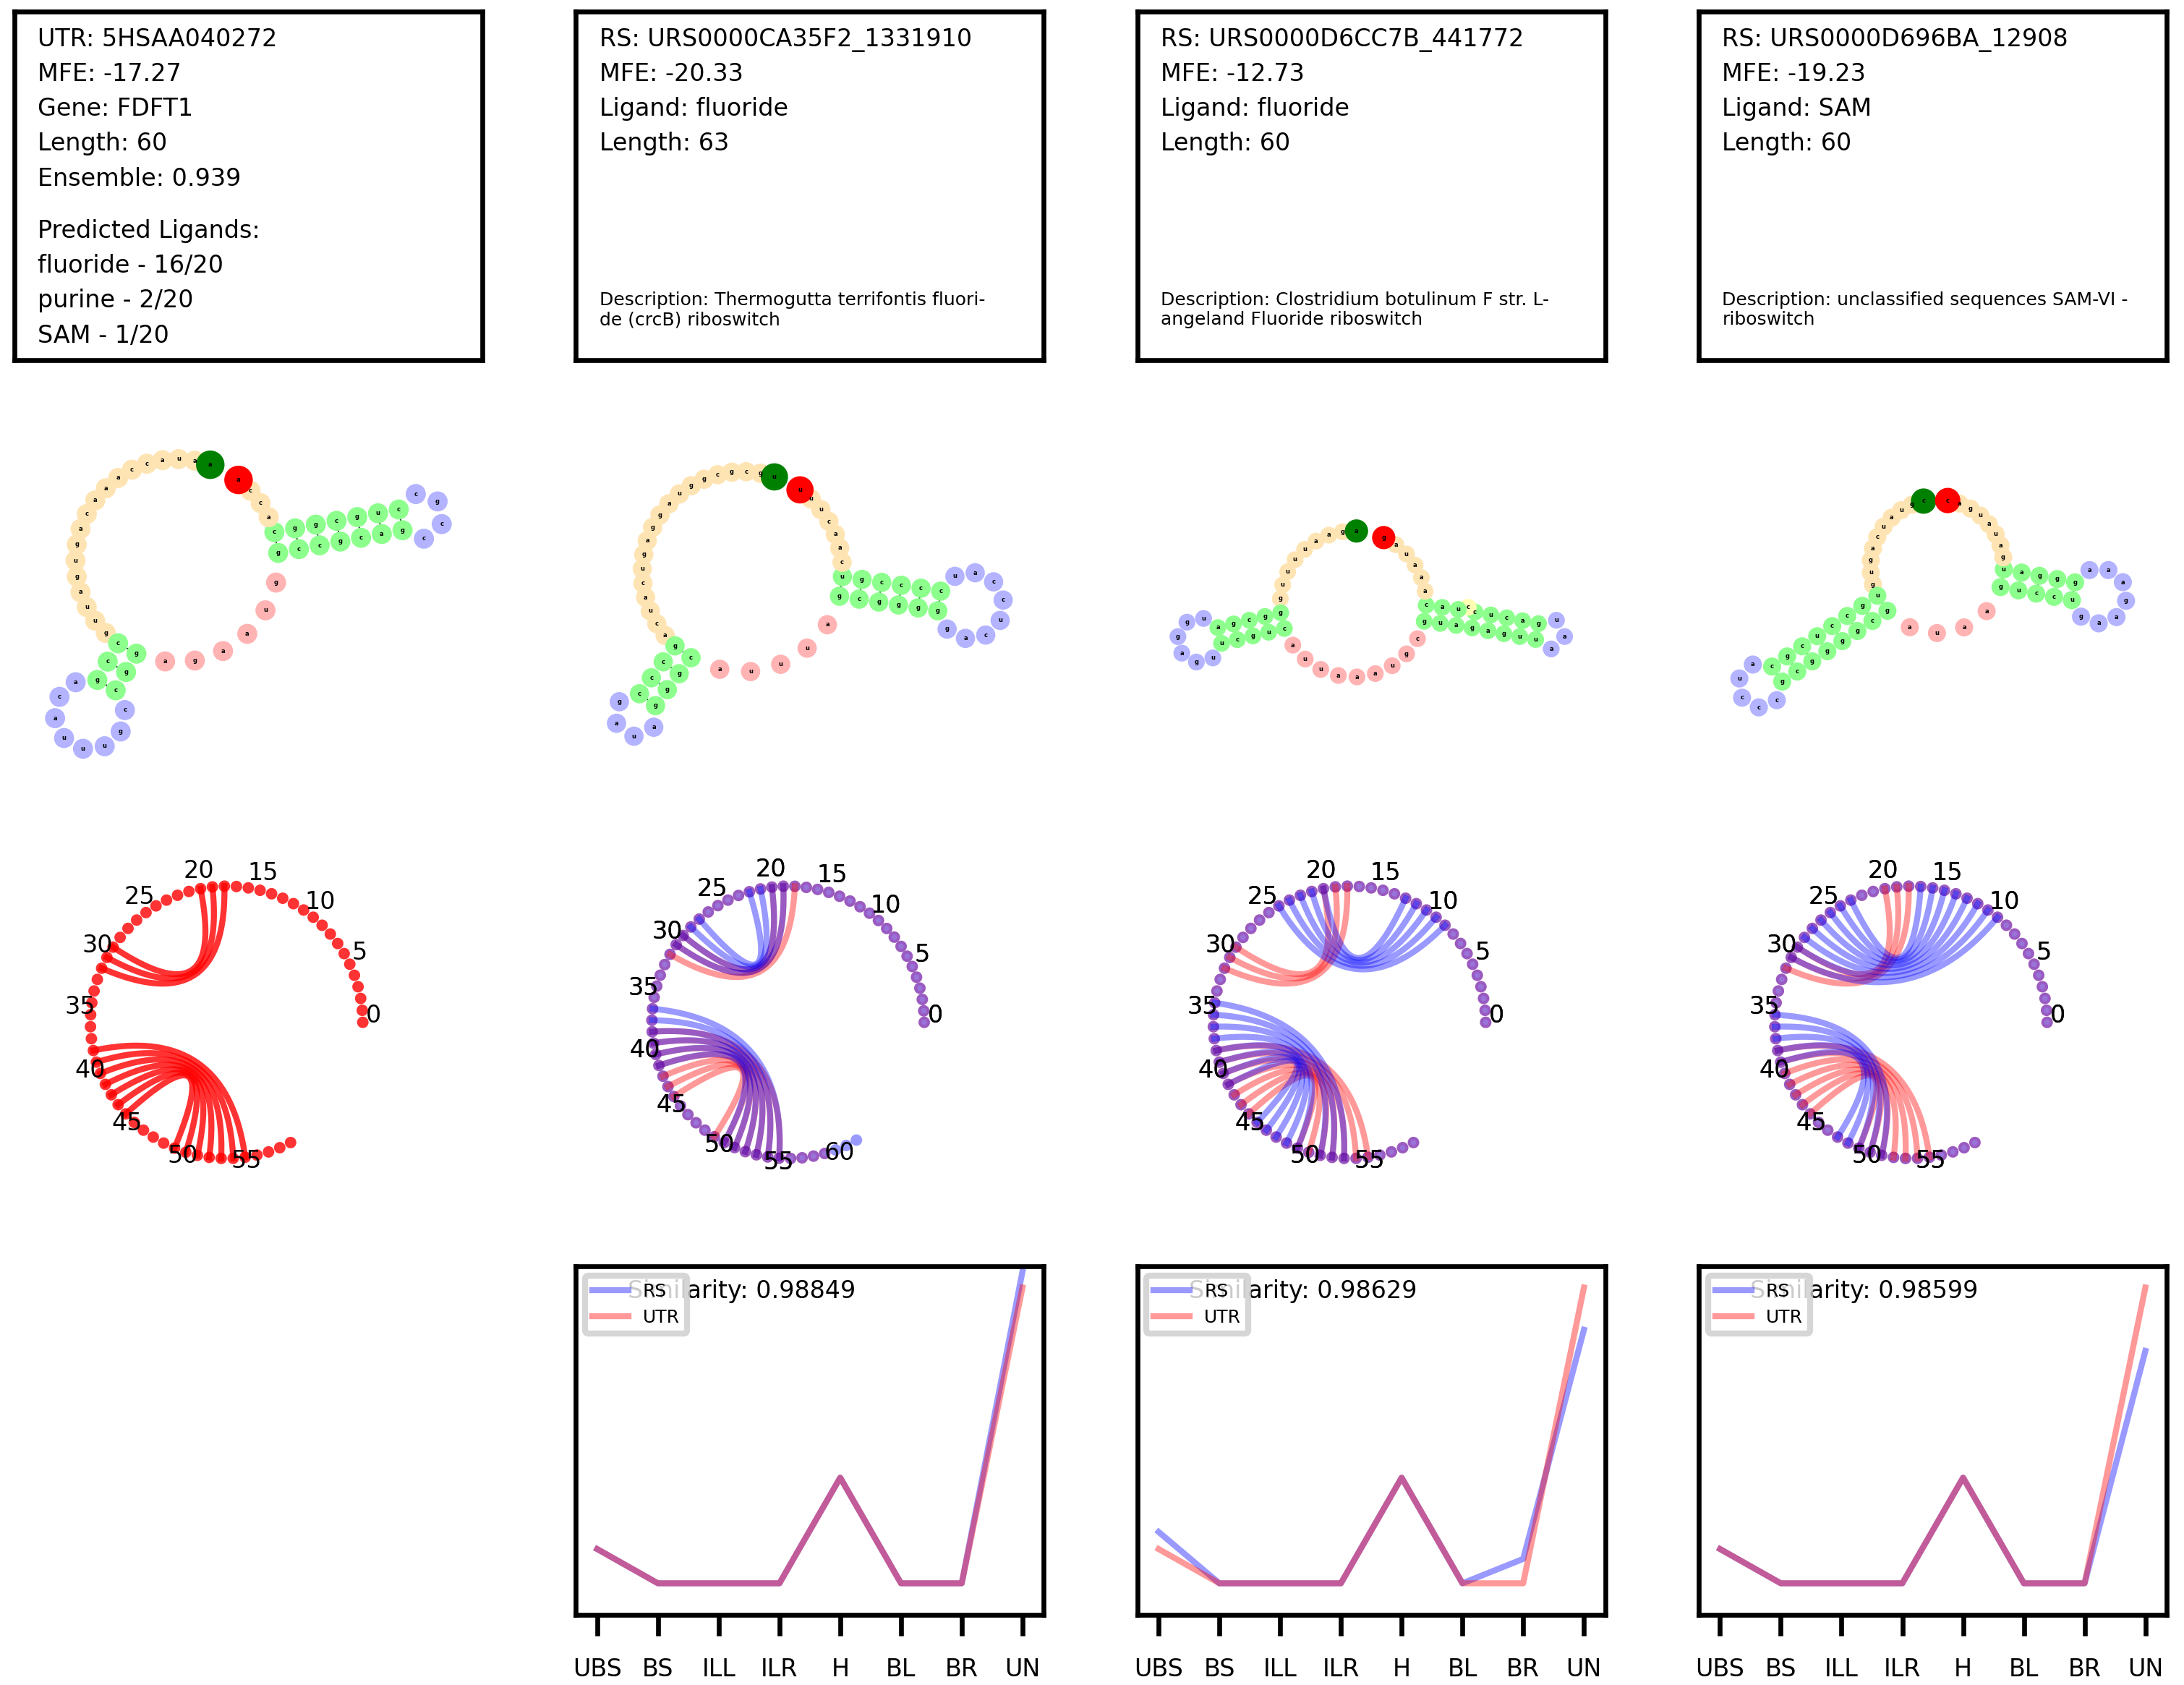 UTR: 5HSAA040272
MFE: -17.27
Gene: FDFT1
Length: 60
Ensemble: 0.939
Predicted Ligands:
fluoride - 16/20
purine - 2/20
SAM - 1/20
RS: URS0000CA35F2_1331910
MFE: -20.33
Ligand: fluoride
Length: 63
Description: Thermogutta terrifontis fluori-
de (crcB) riboswitch
RS: URS0000D6CC7B_441772
MFE: -12.73
Ligand: fluoride
Length: 60
Description: Clostridium botulinum F str. L-
angeland Fluoride riboswitch
RS: URS0000D696BA_12908
MFE: -19.23
Ligand: SAM
Length: 60
Description: unclassified sequences SAM-VI -
riboswitch
0 5 10 15 20 25 30 35 40 45 50 55
0 5 10 15 20 25 30 35 40 45 50 55 60
0 5 10 15 20 25 30 35 40 45 50 55
0 5 10 15 20 25 30 35 40 45 50 55
Similarity: 0.98849
RS
UTR
UBS BS ILL ILR H BL BR UN
Similarity: 0.98629
RS
UTR
UBS BS ILL ILR H BL BR UN
Similarity: 0.98599
RS
UTR
UBS BS ILL ILR H BL BR UN